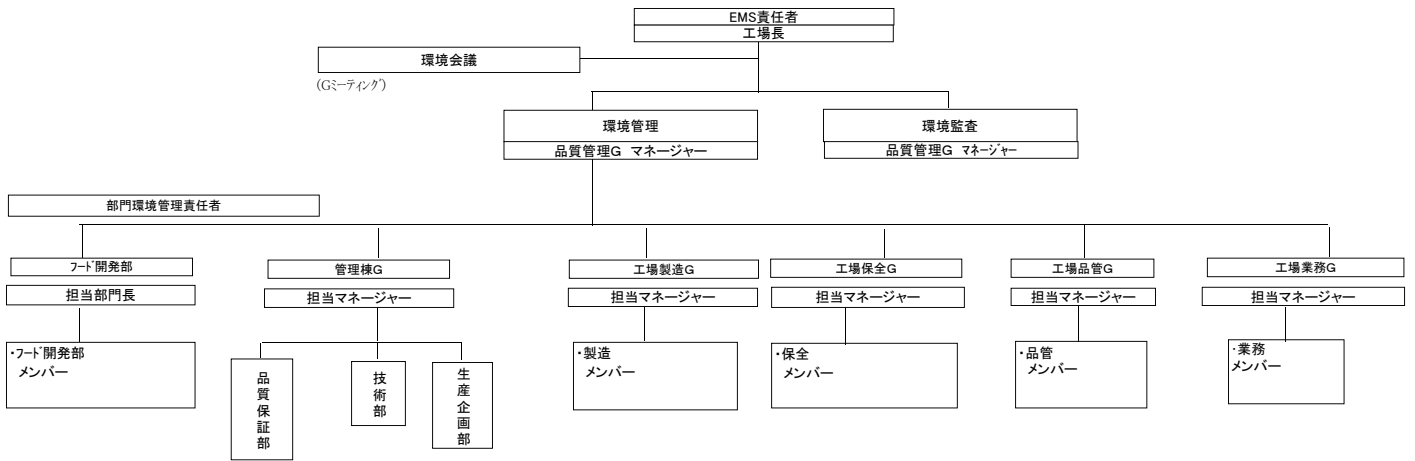 EMS責任者
工場長
環境会議
(Gﾐｰﾃｨﾝｸﾞ)
環境管理
品質管理G マネージャー
環境監査
品質管理G ﾏﾈｰｼﾞｬｰ
部門環境管理責任者
ﾌｰﾄﾞ開発部
担当部門長
・ﾌｰﾄﾞ開発部
メンバー
管理棟G
担当マネージャー
品質保証部
技術部
生産企画部
工場製造G
担当マネージャー
・製造
メンバー
工場保全G
担当マネージャー
・保全
メンバー
工場品管G
担当マネージャー
・品管
メンバー
工場業務G
担当マネージャー
・業務
メンバー